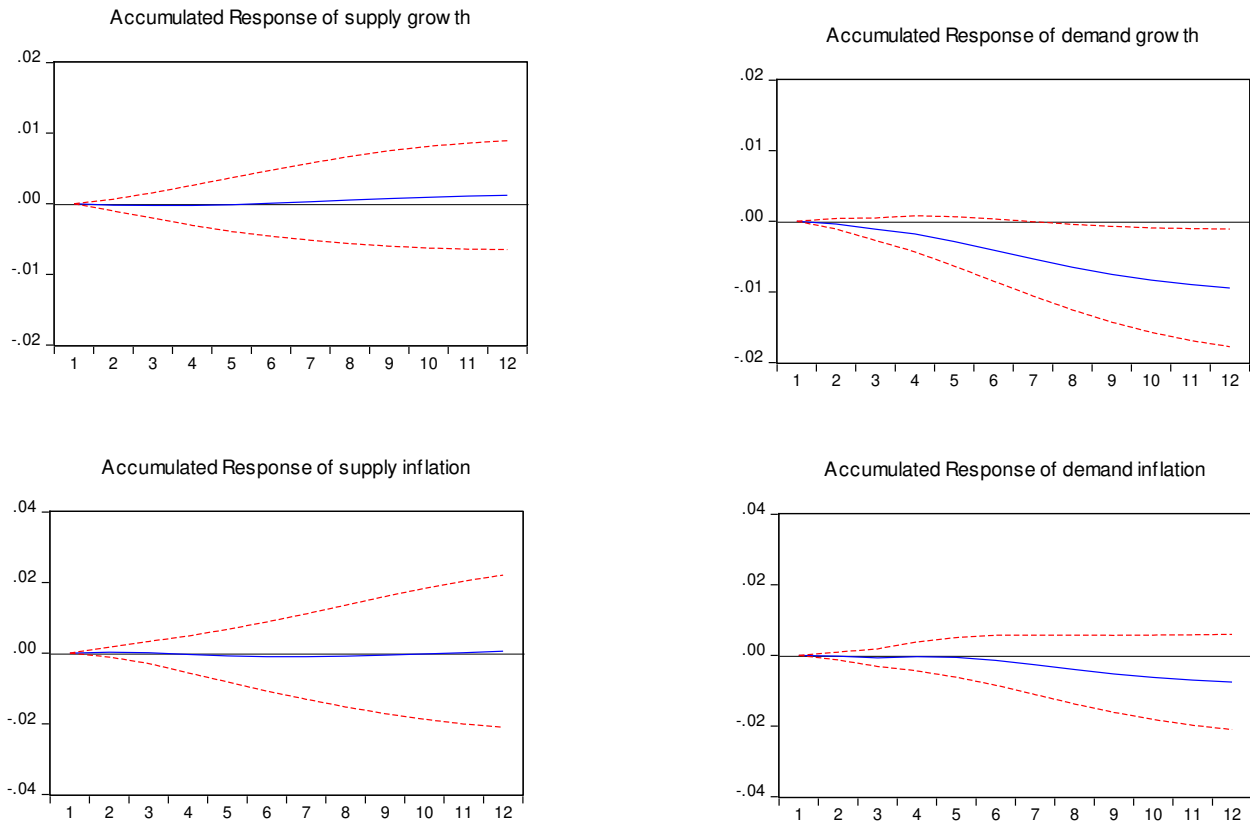 Accumulated Response of supply growth
.02
.01
.00
-.01
-.02
1 2 3 4 5 6 7 8 9 10 11 12
Accumulated Response of demand growth
.02
.01
.00
-.01
-.02
1 2 3 4 5 6 7 8 9 10 11 12
Accumulated Response of supply inflation
.04
.02
.00
-.02
-.04
1 2 3 4 5 6 7 8 9 10 11 12
Accumulated Response of demand inflation
.04
.02
.00
-.02
-.04
1 2 3 4 5 6 7 8 9 10 11 12